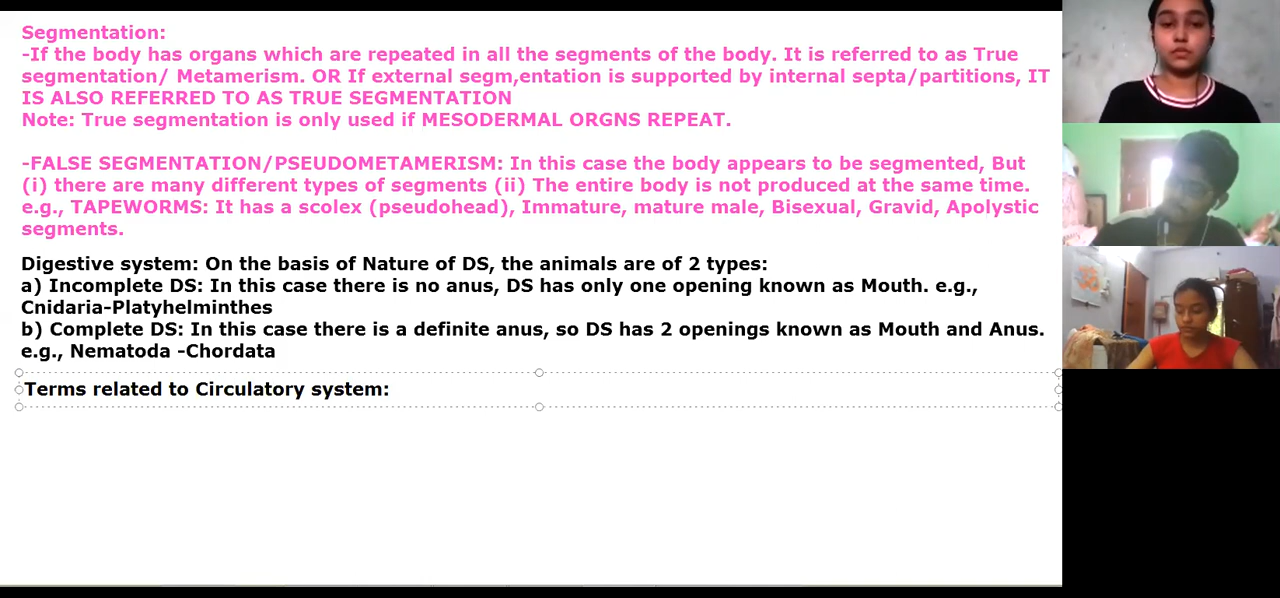 Segmentation:
-If the body has organs which are repeated in all the segments of the body. It is referred to as True
segmentation/ Metamerism. OR If external segm,entation is supported by internal septa/partitions, IT
IS ALSO REFERRED TO AS TRUE SEGMENTATION
Note: True segmentation is only used if MESODERMAL ORGNS REPEAT.
-FALSE SEGMENTATION/PSEUDOMETAMERISM: In this case the body appears to be segmented, But
(i) there are many different types of segments (ii) The entire body is not produced at the same time.
e.g., TAPEWORMS: It has a scolex (pseudohead), Immature, mature male, Bisexual, Gravid, Apolystic
segments.
Digestive system: On the basis of Nature of DS, the animals are of 2 types:
a) Incomplete DS: In this case there is no anus, DS has only one opening known as Mouth. e.g.,
Cnidaria-Platyhelminthes
b) Complete DS: In this case there is a definite anus, so DS has 2 openings known as Mouth and Anus.
e.g., Nematoda -Chordata
Terms related to Circulatory system: